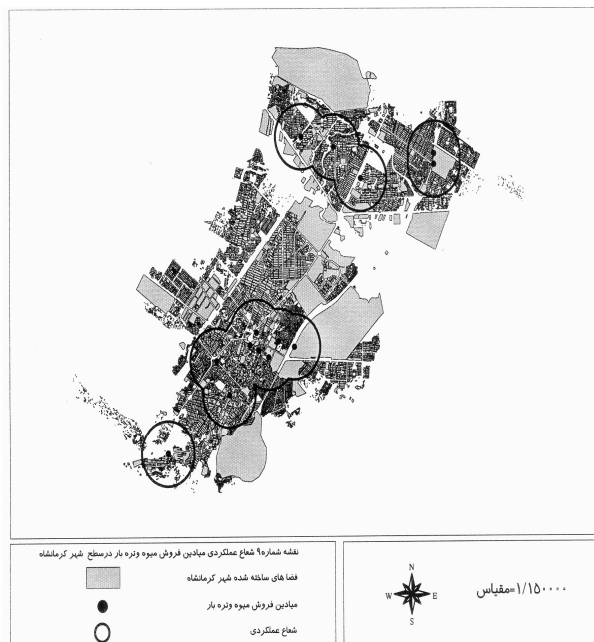 نقشه شماره۹ شعاع عملکردی میادین فروش میوه وتره بار درسطح شهر کرمانشاه
فضا های ساخته شده شهر کرمانشاه
میادین فروش میوه وتره بار
شعاع عملکردی
N
W E
S
مقیاس=۱/۱۵۰۰۰۰